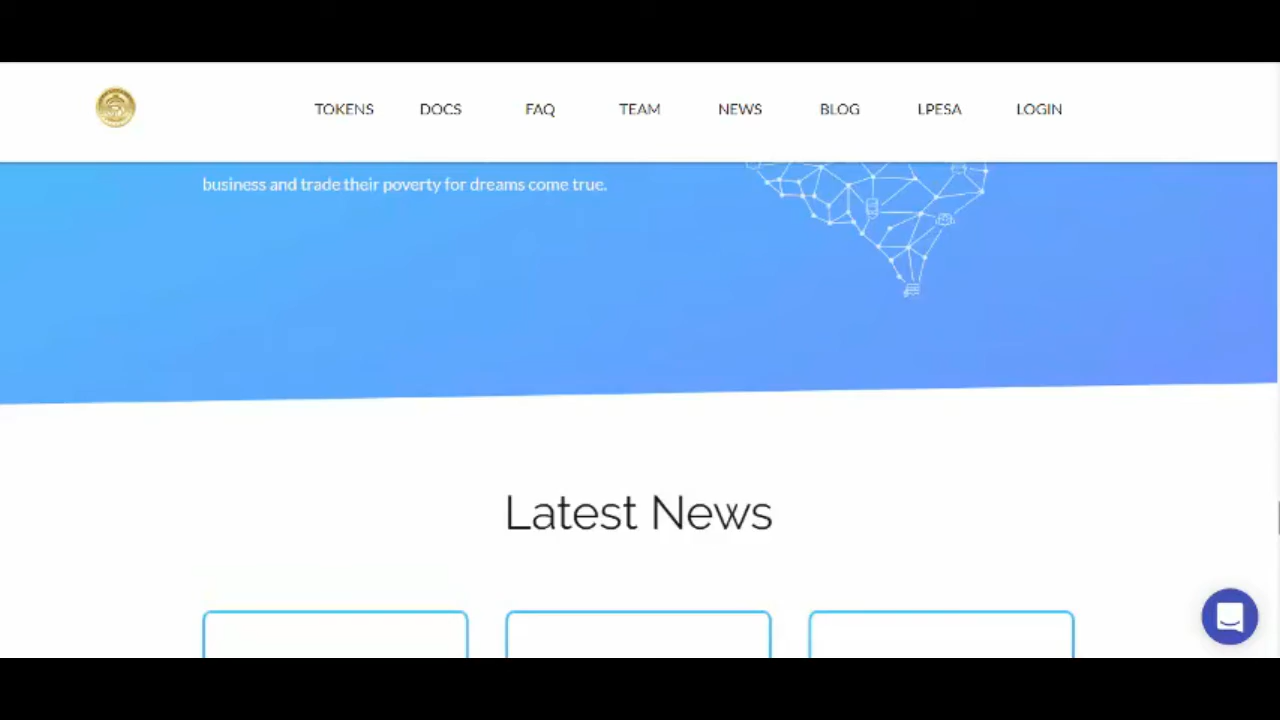 TOKENS DOCS FAQ TEAM NEWS BLOG LPESA LOGIN
business and trade their poverty for dreams come true.
Latest News